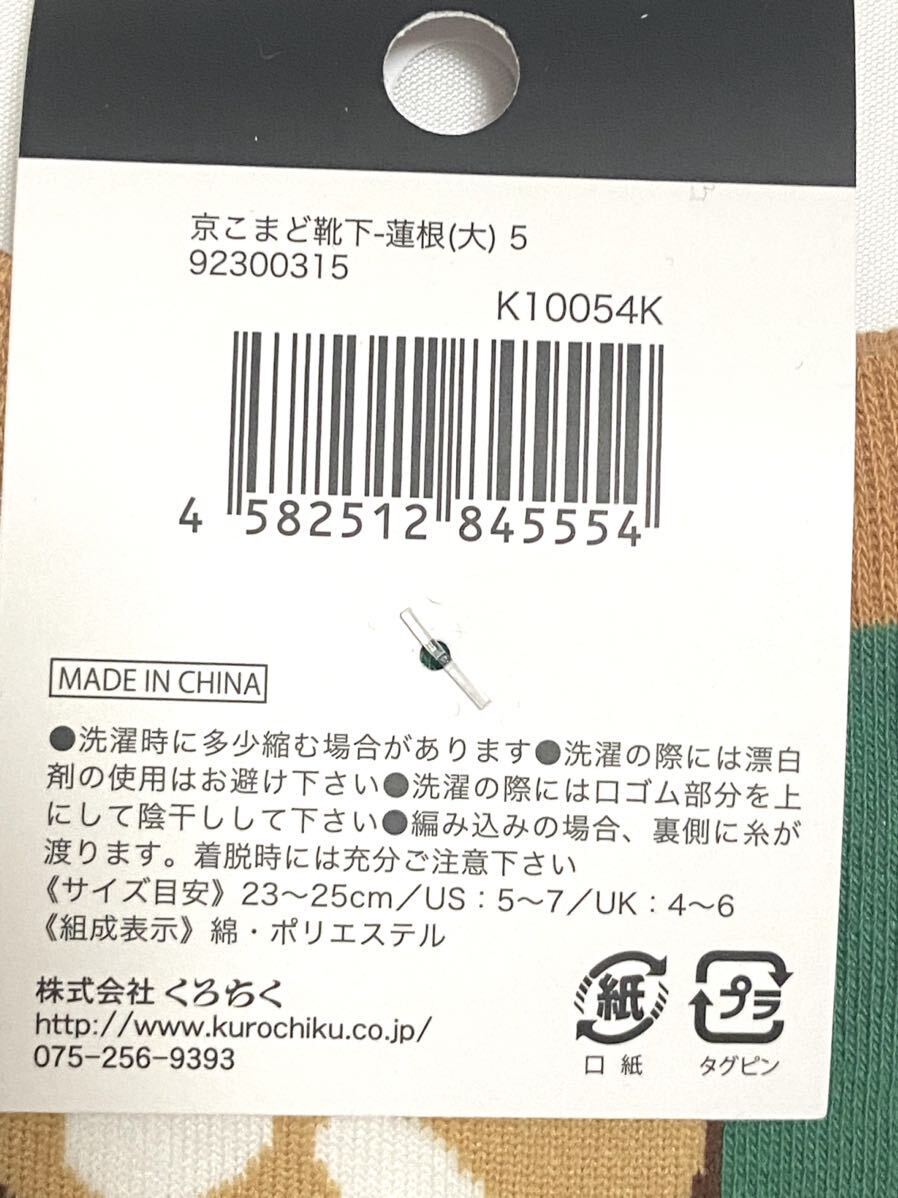 京こまど靴下-蓮根(大) 5
92300315
K10054K
4 582512 845554
MADE IN CHINA
●洗濯時に多少縮む場合があります●洗濯の際には漂白
剤の使用はお避け下さい●洗濯の際には口ゴム部分を上
にして陰干しして下さい●編み込みの場合、裏側に糸が
渡ります。着脱時には充分ご注意下さい
《サイズ目安》23〜25cm／US：5〜7／UK：4〜6
《組成表示》綿・ポリエステル
株式会社 くろちく
http://www.kurochiku.co.jp/
075-256-9393
紙
口 紙
プラ
タグピン